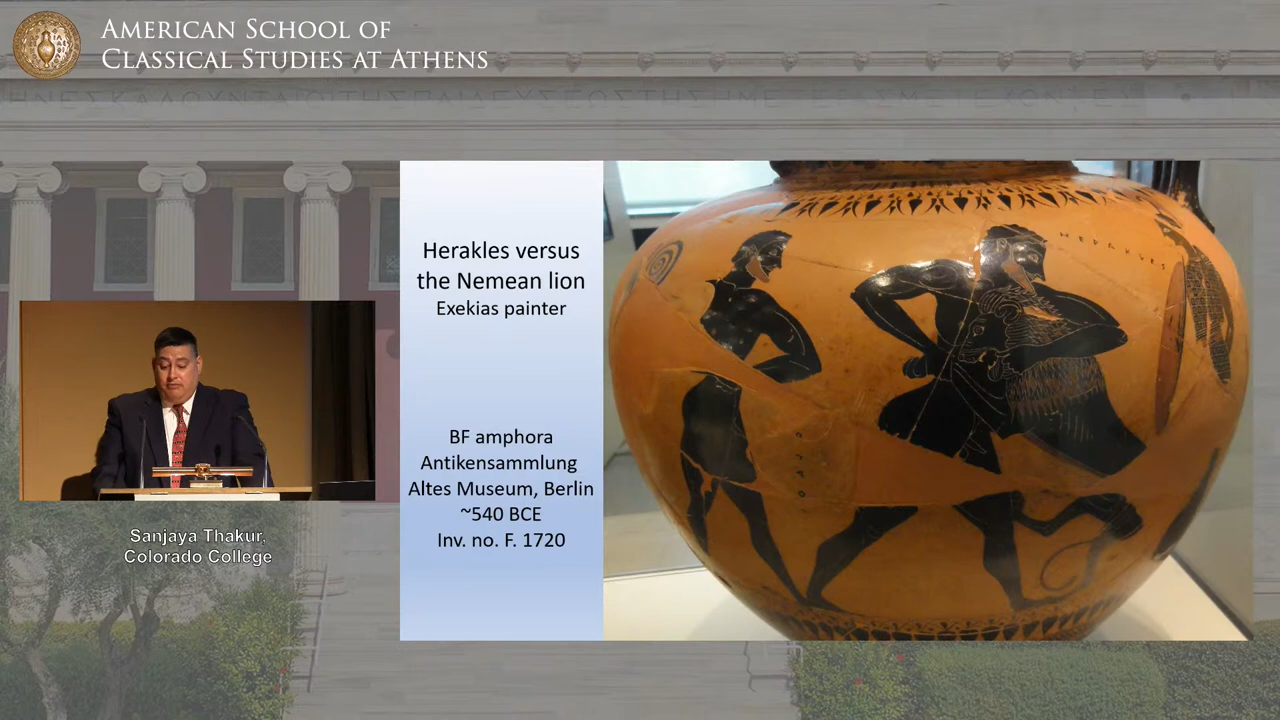 AMERICAN SCHOOL OF
CLASSICAL STUDIES AT ATHENS
Herakles versus
the Nemean lion
Exekias painter
BF amphora
Antikensammlung
Altes Museum, Berlin
~540 BCE
Inv. no. F. 1720
Sanjaya Thakur,
Colorado College